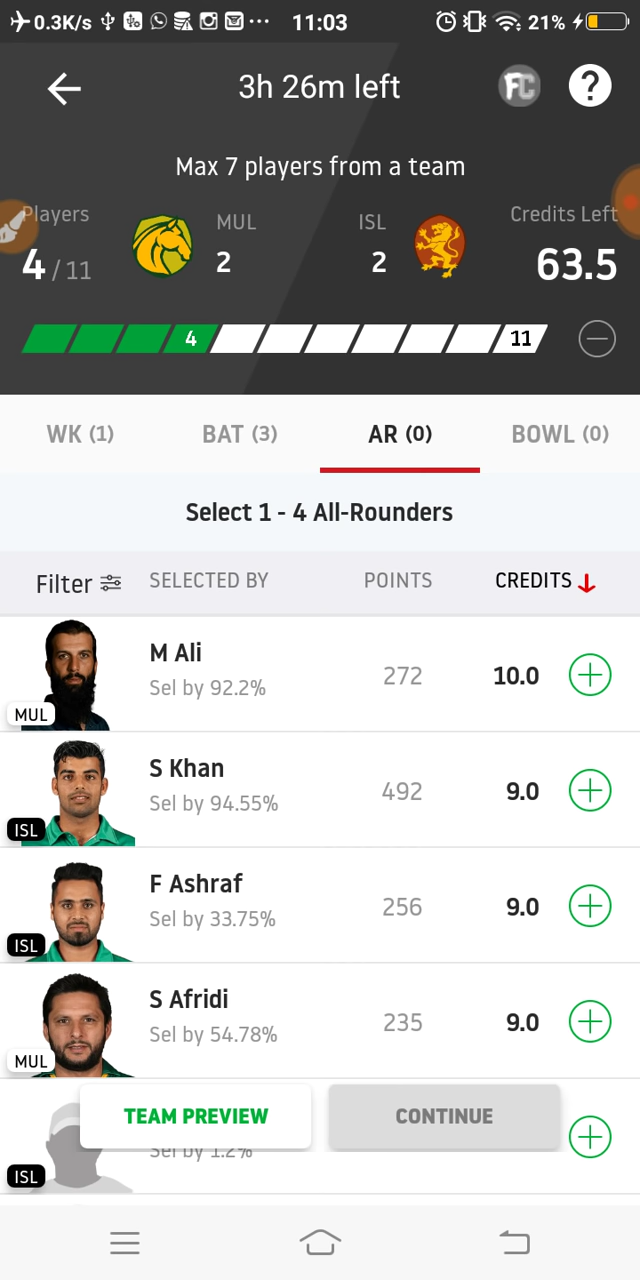 0.3K/s ... 11:03 21%
3h 26m left
FC ?
Max 7 players from a team
Players MUL ISL Credits Left
4 / 11 2 2 63.5
4 11
WK (1) BAT (3) AR (0) BOWL (0)
Select 1 - 4 All-Rounders
Filter SELECTED BY POINTS CREDITS
M Ali
Sel by 92.2% 272 10.0
MUL
S Khan
Sel by 94.55% 492 9.0
ISL
F Ashraf
Sel by 33.75% 256 9.0
ISL
S Afridi
Sel by 54.78% 235 9.0
MUL
TEAM PREVIEW CONTINUE
Sel by 1.2%
ISL